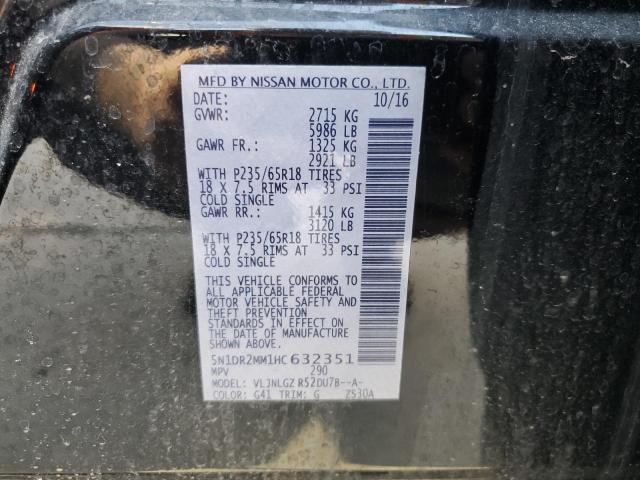 MFD BY NISSAN MOTOR CO., LTD.
DATE: 10/16
GVWR: 2715 KG
5986 LB
GAWR FR.: 1325 KG
2921 LB
WITH P235/65R18 TIRES
18 X 7.5 RIMS AT 33 PSI
COLD SINGLE
GAWR RR.: 1415 KG
3120 LB
WITH P235/65R18 TIRES
18 X 7.5 RIMS AT 33 PSI
COLD SINGLE
THIS VEHICLE CONFORMS TO
ALL APPLICABLE FEDERAL
MOTOR VEHICLE SAFETY AND
THEFT PREVENTION
STANDARDS IN EFFECT ON
THE DATE OF MANUFACTURE
SHOWN ABOVE.
5N1DR2MM1HC632351
MPV 290
MODEL: VLJNLGZ R52DU7B--A-
COLOR: G41 TRIM: G ZS30A